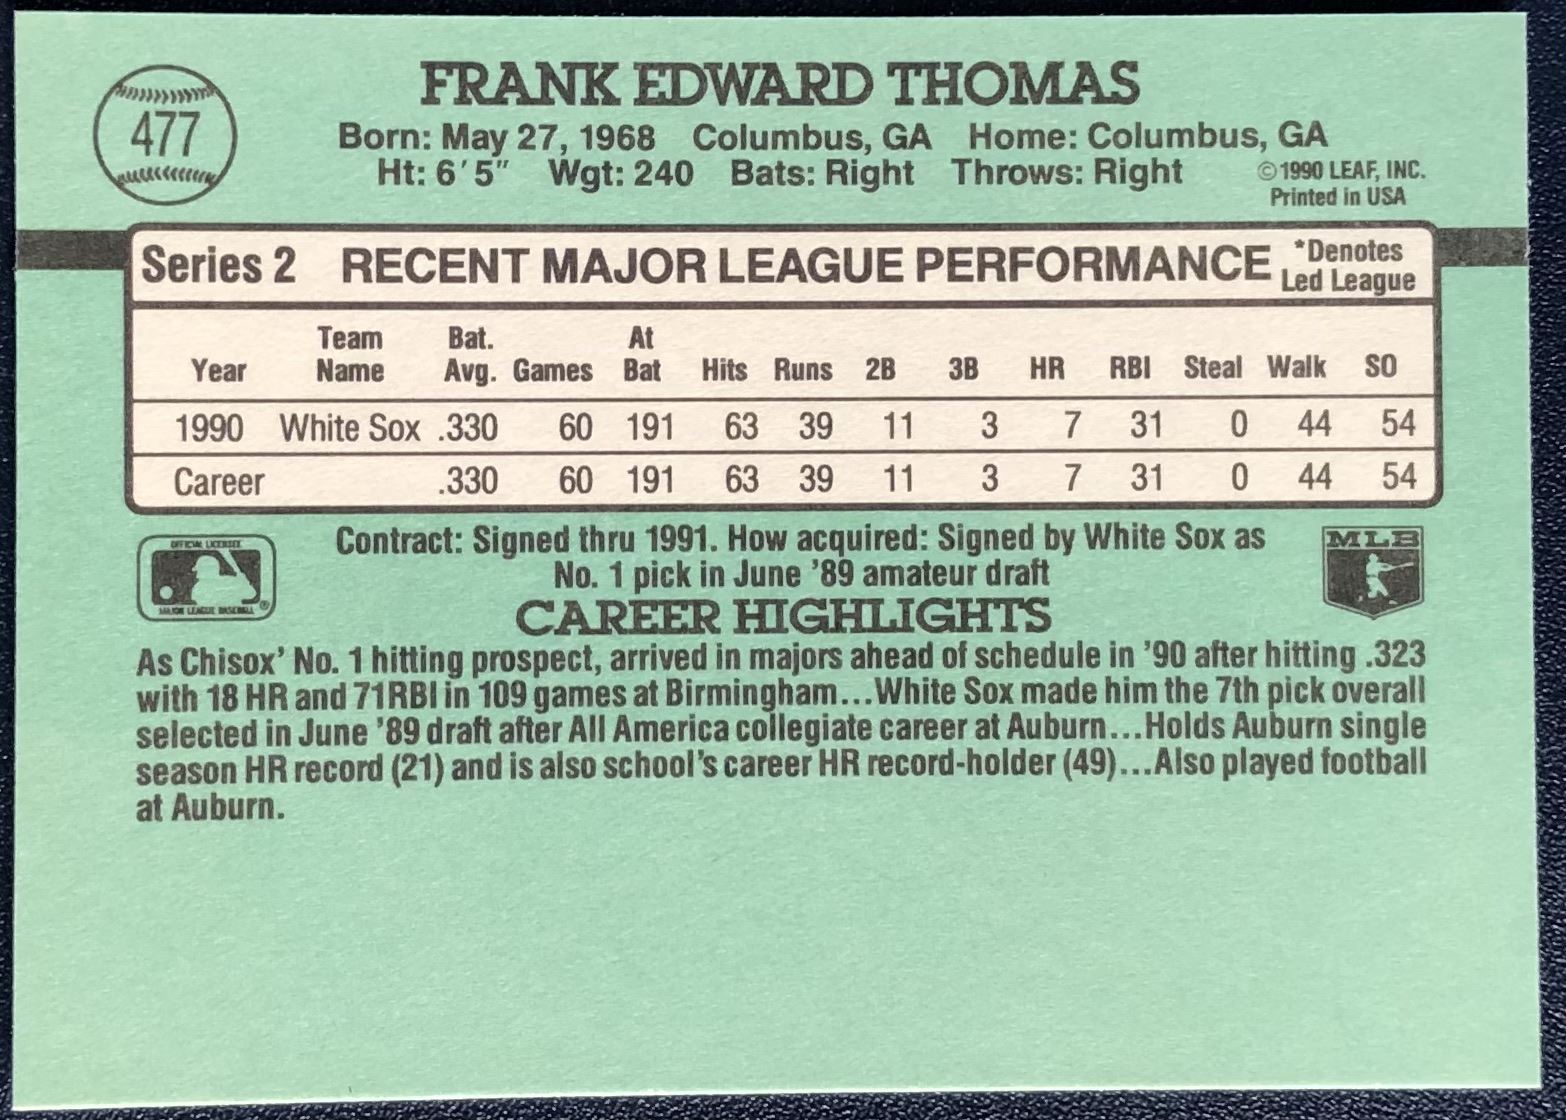 477
FRANK EDWARD THOMAS
Born: May 27, 1968 Columbus, GA Home: Columbus, GA
Ht: 6'5" Wgt: 240 Bats: Right Throws: Right
©1990 LEAF, INC.
Printed in USA
Series 2 RECENT MAJOR LEAGUE PERFORMANCE *Denotes
Led League
Team Bat. At
Year Name Avg. Games Bat Hits Runs 2B 3B HR RBI Steal Walk SO
1990 White Sox .330 60 191 63 39 11 3 7 31 0 44 54
Career .330 60 191 63 39 11 3 7 31 0 44 54
OFFICIAL LICENSEE
MAJOR LEAGUE BASEBALL ®
Contract: Signed thru 1991. How acquired: Signed by White Sox as
No. 1 pick in June '89 amateur draft
MLB
CAREER HIGHLIGHTS
As Chisox' No. 1 hitting prospect, arrived in majors ahead of schedule in '90 after hitting .323
with 18 HR and 71RBI in 109 games at Birmingham...White Sox made him the 7th pick overall
selected in June '89 draft after All America collegiate career at Auburn...Holds Auburn single
season HR record (21) and is also school's career HR record-holder (49)...Also played football
at Auburn.